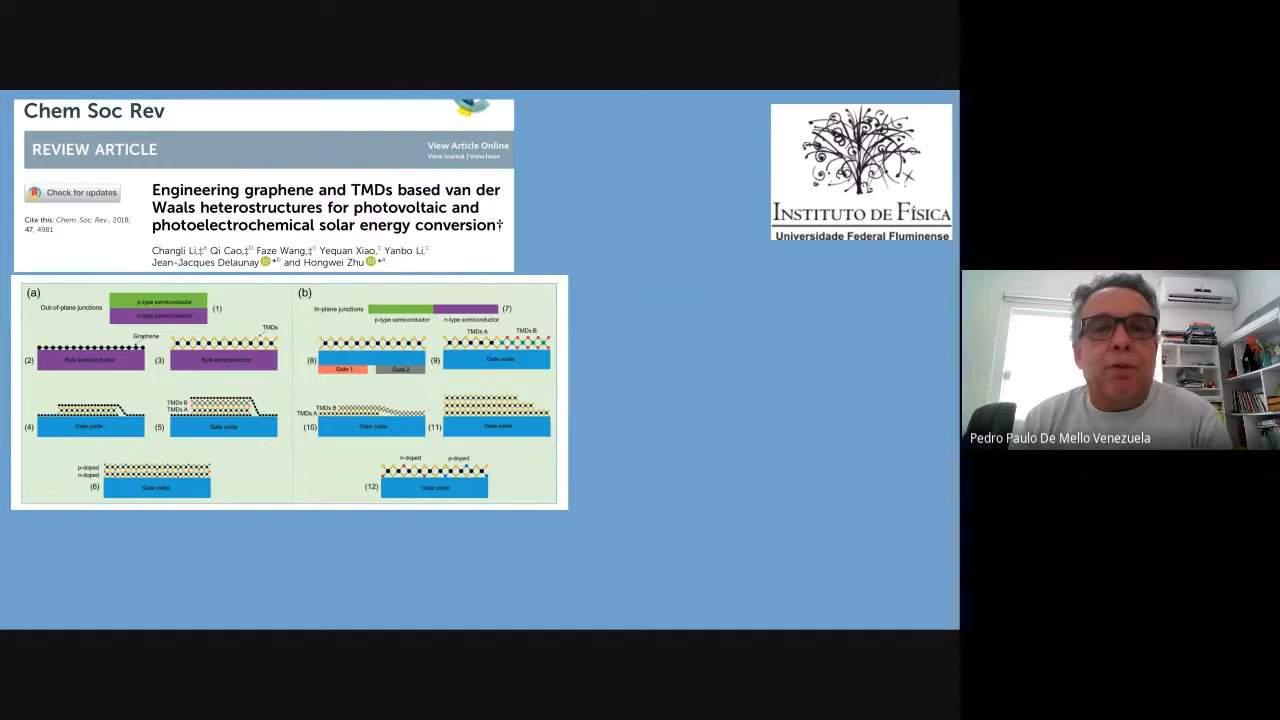 Chem Soc Rev
REVIEW ARTICLE
View Article Online
View Journal | View Issue
Check for updates
Cite this: Chem. Soc. Rev., 2018,
47, 4981
Engineering graphene and TMDs based van der
Waals heterostructures for photovoltaic and
photoelectrochemical solar energy conversion†
Changli Li,‡ᵃ Qi Cao,‡ᵇ Faze Wang,‡ᶜ Yequan Xiao,ᶜ Yanbo Li,ᶜ
Jean-Jacques Delaunay *ᵇ and Hongwei Zhu *ᵃ
INSTITUTO DE FÍSICA
Universidade Federal Fluminense
(a)
Out-of-plane junctions
p-type semiconductor
n-type semiconductor
(1)
Graphene
TMDs
(2)
Bulk semiconductor
(3)
Bulk semiconductor
(4)
Gate oxide
TMDs B
TMDs A
(5)
Gate oxide
p-doped
n-doped
(6)
Gate oxide
(b)
In-plane junctions
(7)
p-type semiconductor
n-type semiconductor
TMDs A
TMDs B
(8)
Gate 1
Gate 2
(9)
Gate oxide
TMDs B
TMDs A
(10)
Gate oxide
(11)
Gate oxide
n-doped
p-doped
(12)
Gate oxide
Pedro Paulo De Mello Venezuela